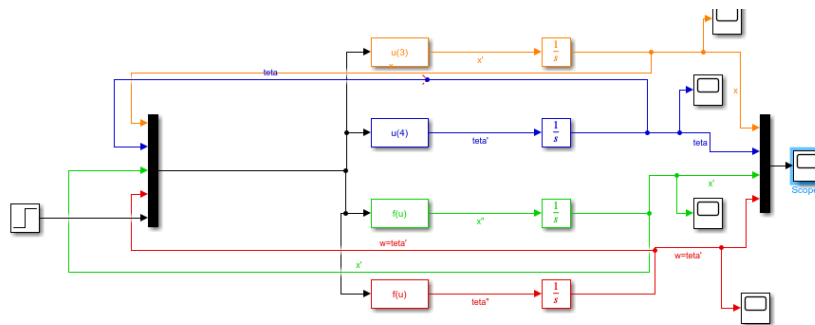 u(3)
x'
1
s
x
teta
u(4)
teta'
1
s
teta
f(u)
x''
1
s
x'
Scope
w=teta'
w=teta'
x'
f(u)
teta''
1
s